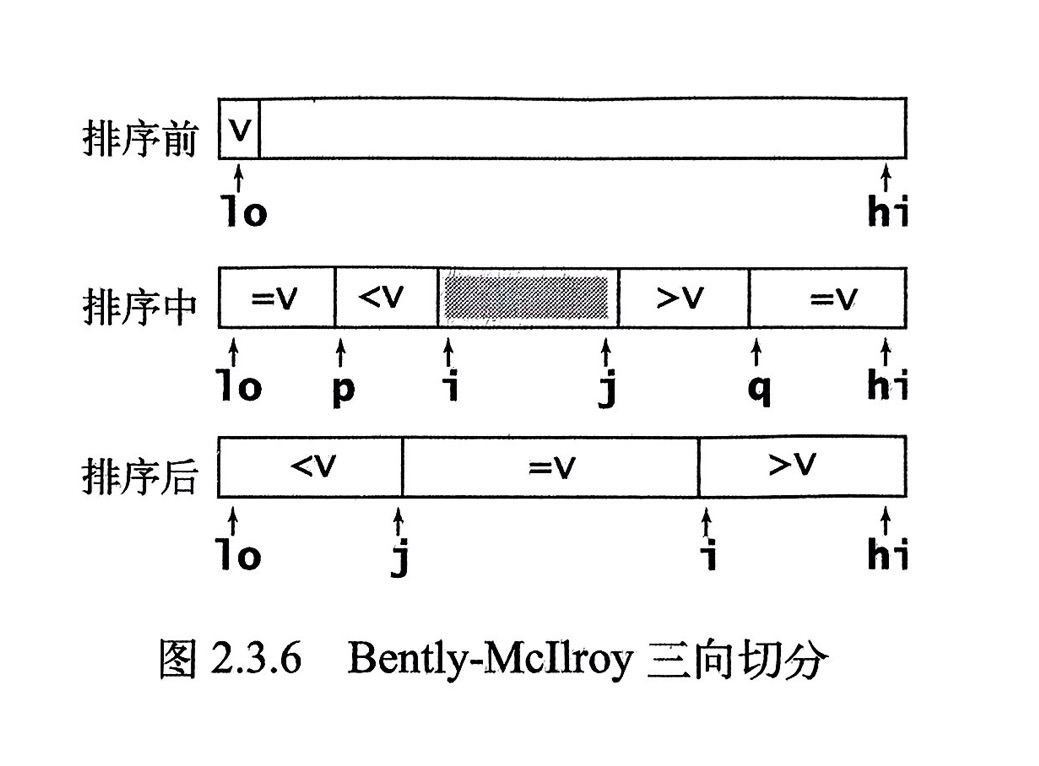 排序前 v
lo hi
排序中 =v <v >v =v
lo p i j q hi
排序后 <v =v >v
lo j i hi
图 2.3.6 Bently-McIlroy 三向切分